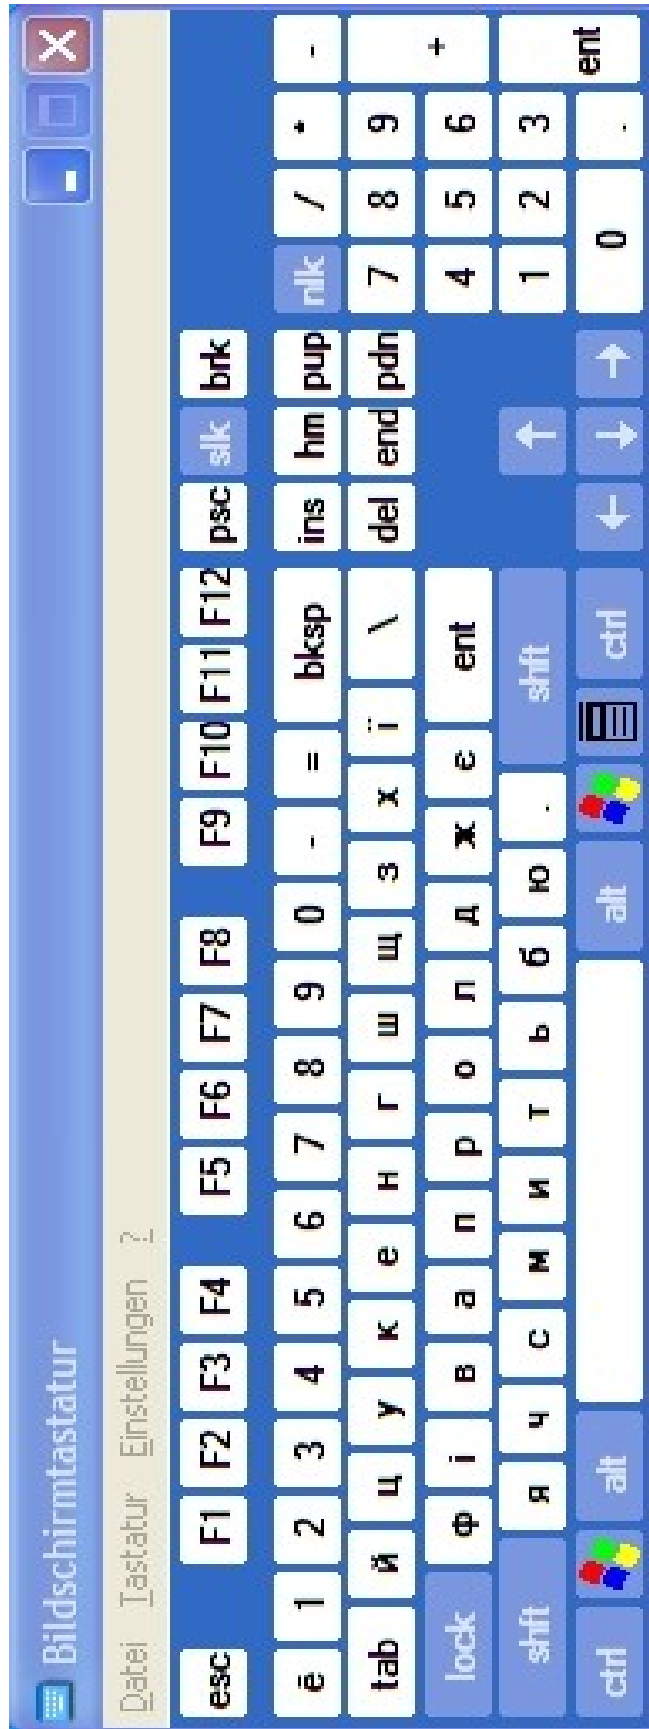 Bildschirmtastatur
Datei Tastatur Einstellungen ?
esc F1 F2 F3 F4 F5 F6 F7 F8 F9 F10 F11 F12 psc slk brk
ё 1 2 3 4 5 6 7 8 9 0 - = bksp ins hm pup nlk / * -
tab й ц у к е н г ш щ з х ї \ del end pdn 7 8 9 +
lock ф і в а п р о л д ж є ent 4 5 6
shft я ч с м и т ь б ю . shft ↑ 1 2 3 ent
ctrl alt alt ctrl ← ↓ → 0 .